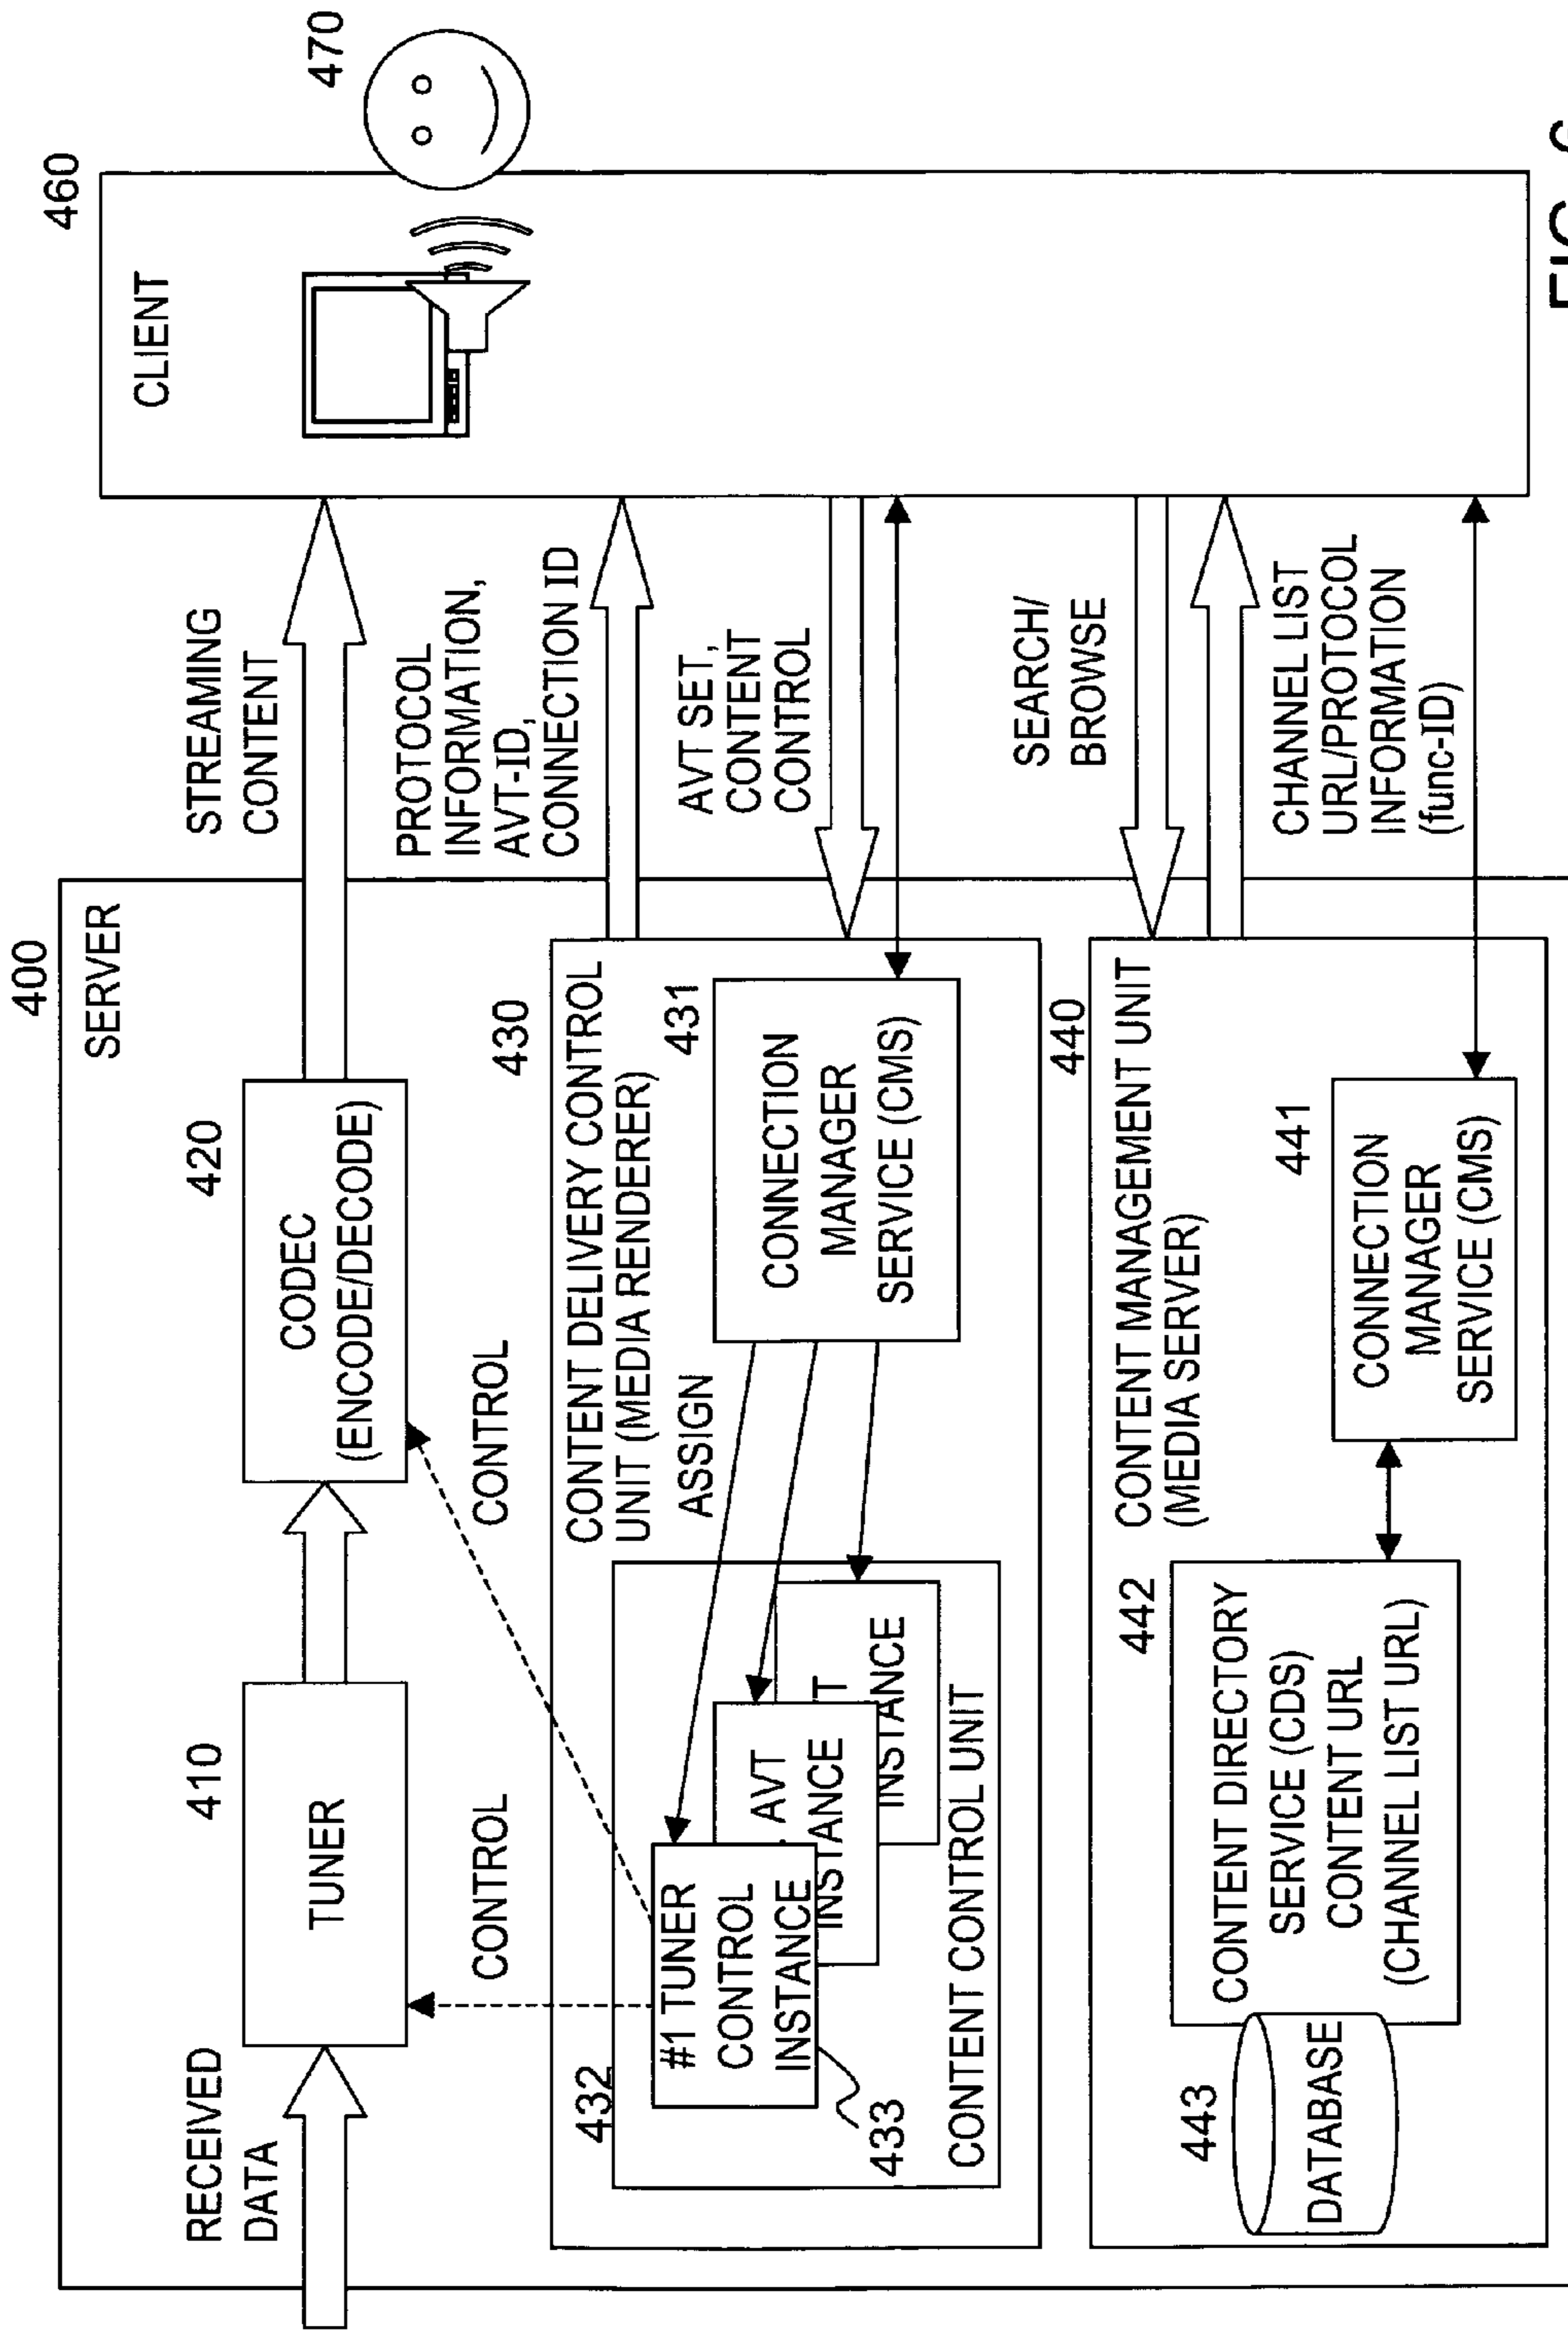 400
SERVER
RECEIVED
DATA
410
TUNER
420
CODEC
(ENCODE/DECODE)
STREAMING
CONTENT
460
CLIENT
470
CONTROL
CONTROL
PROTOCOL
INFORMATION,
AVT-ID,
CONNECTION ID
430
CONTENT DELIVERY CONTROL
UNIT (MEDIA RENDERER)
432
#1 TUNER
CONTROL
INSTANCE
AVT
INSTANCE
INSTANCE
433
CONTENT CONTROL UNIT
ASSIGN
431
CONNECTION
MANAGER
SERVICE (CMS)
AVT SET,
CONTENT
CONTROL
440
CONTENT MANAGEMENT UNIT
(MEDIA SERVER)
SEARCH/
BROWSE
443
DATABASE
442
CONTENT DIRECTORY
SERVICE (CDS)
CONTENT URL
(CHANNEL LIST URL)
441
CONNECTION
MANAGER
SERVICE (CMS)
CHANNEL LIST
URL/PROTOCOL
INFORMATION
(func-ID)